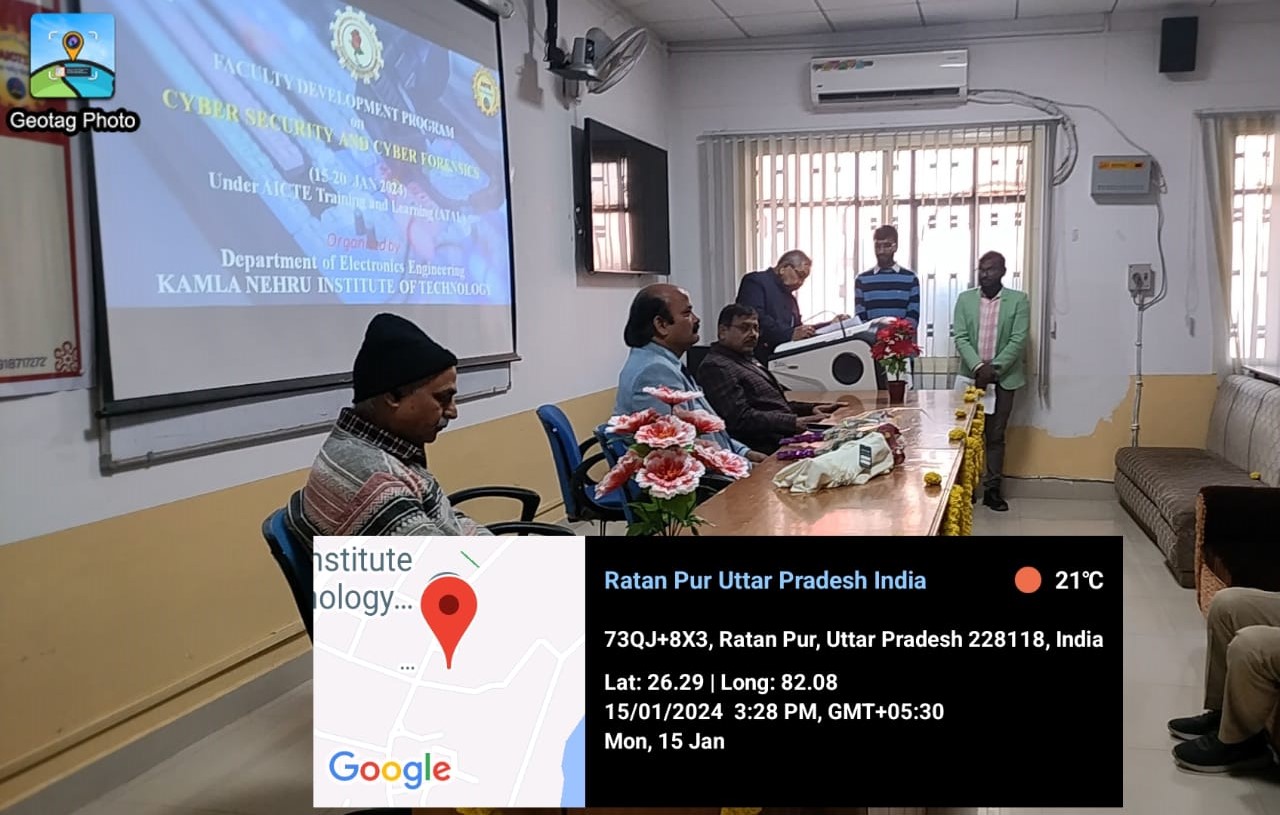 Geotag Photo
FACULTY DEVELOPMENT PROGRAM
on
CYBER SECURITY AND CYBER FORENSICS
(15-20 JAN 2024)
Under AICTE Training and Learning (ATAL)
Organized by
Department of Electronics Engineering
KAMLA NEHRU INSTITUTE OF TECHNOLOGY
nstitute
nology...
...
Google
Ratan Pur Uttar Pradesh India
21°C
73QJ+8X3, Ratan Pur, Uttar Pradesh 228118, India
Lat: 26.29 | Long: 82.08
15/01/2024 3:28 PM, GMT+05:30
Mon, 15 Jan